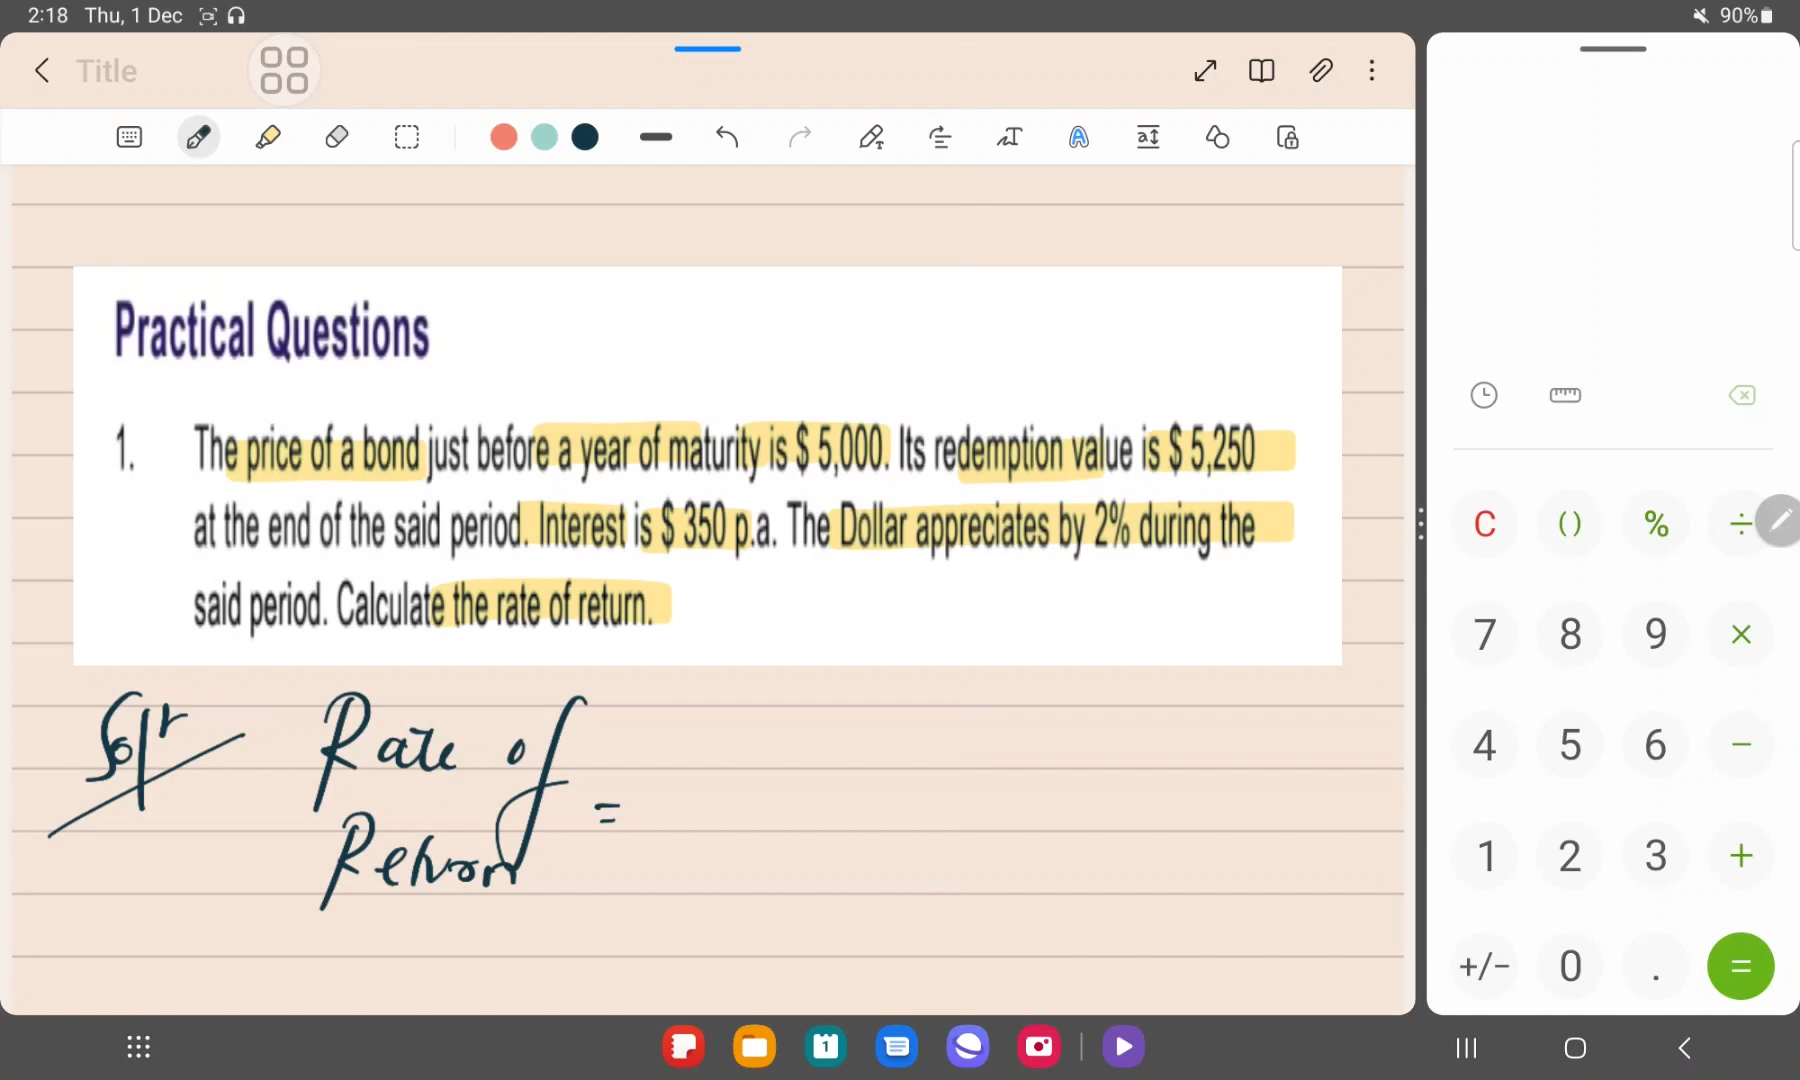 2:18 Thu, 1 Dec
90%
Title
Practical Questions
1. The price of a bond just before a year of maturity is $ 5,000. Its redemption value is $ 5,250
at the end of the said period. Interest is $ 350 p.a. The Dollar appreciates by 2% during the
said period. Calculate the rate of return.
Rate of
Return =
C ( ) % ÷
7 8 9 ×
4 5 6 −
1 2 3 +
+/− 0 . =
1